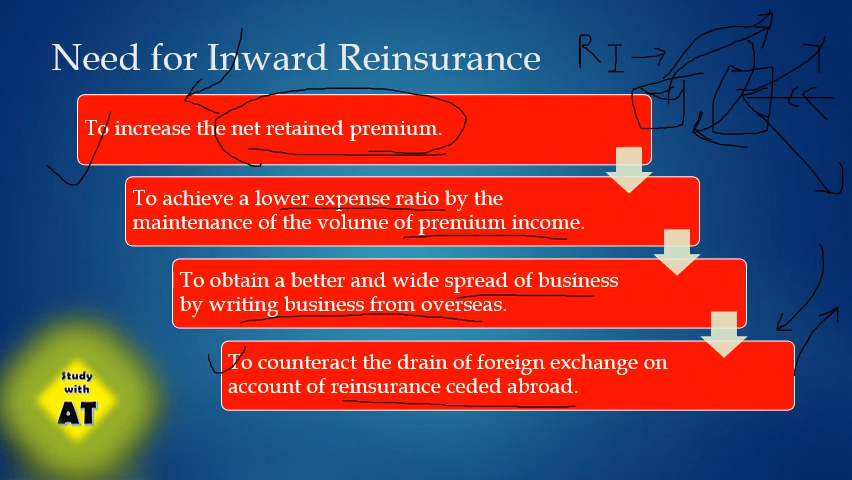 Need for Inward Reinsurance
RI
To increase the net retained premium.
To achieve a lower expense ratio by the
maintenance of the volume of premium income.
To obtain a better and wide spread of business
by writing business from overseas.
To counteract the drain of foreign exchange on
account of reinsurance ceded abroad.
Study
with
AT